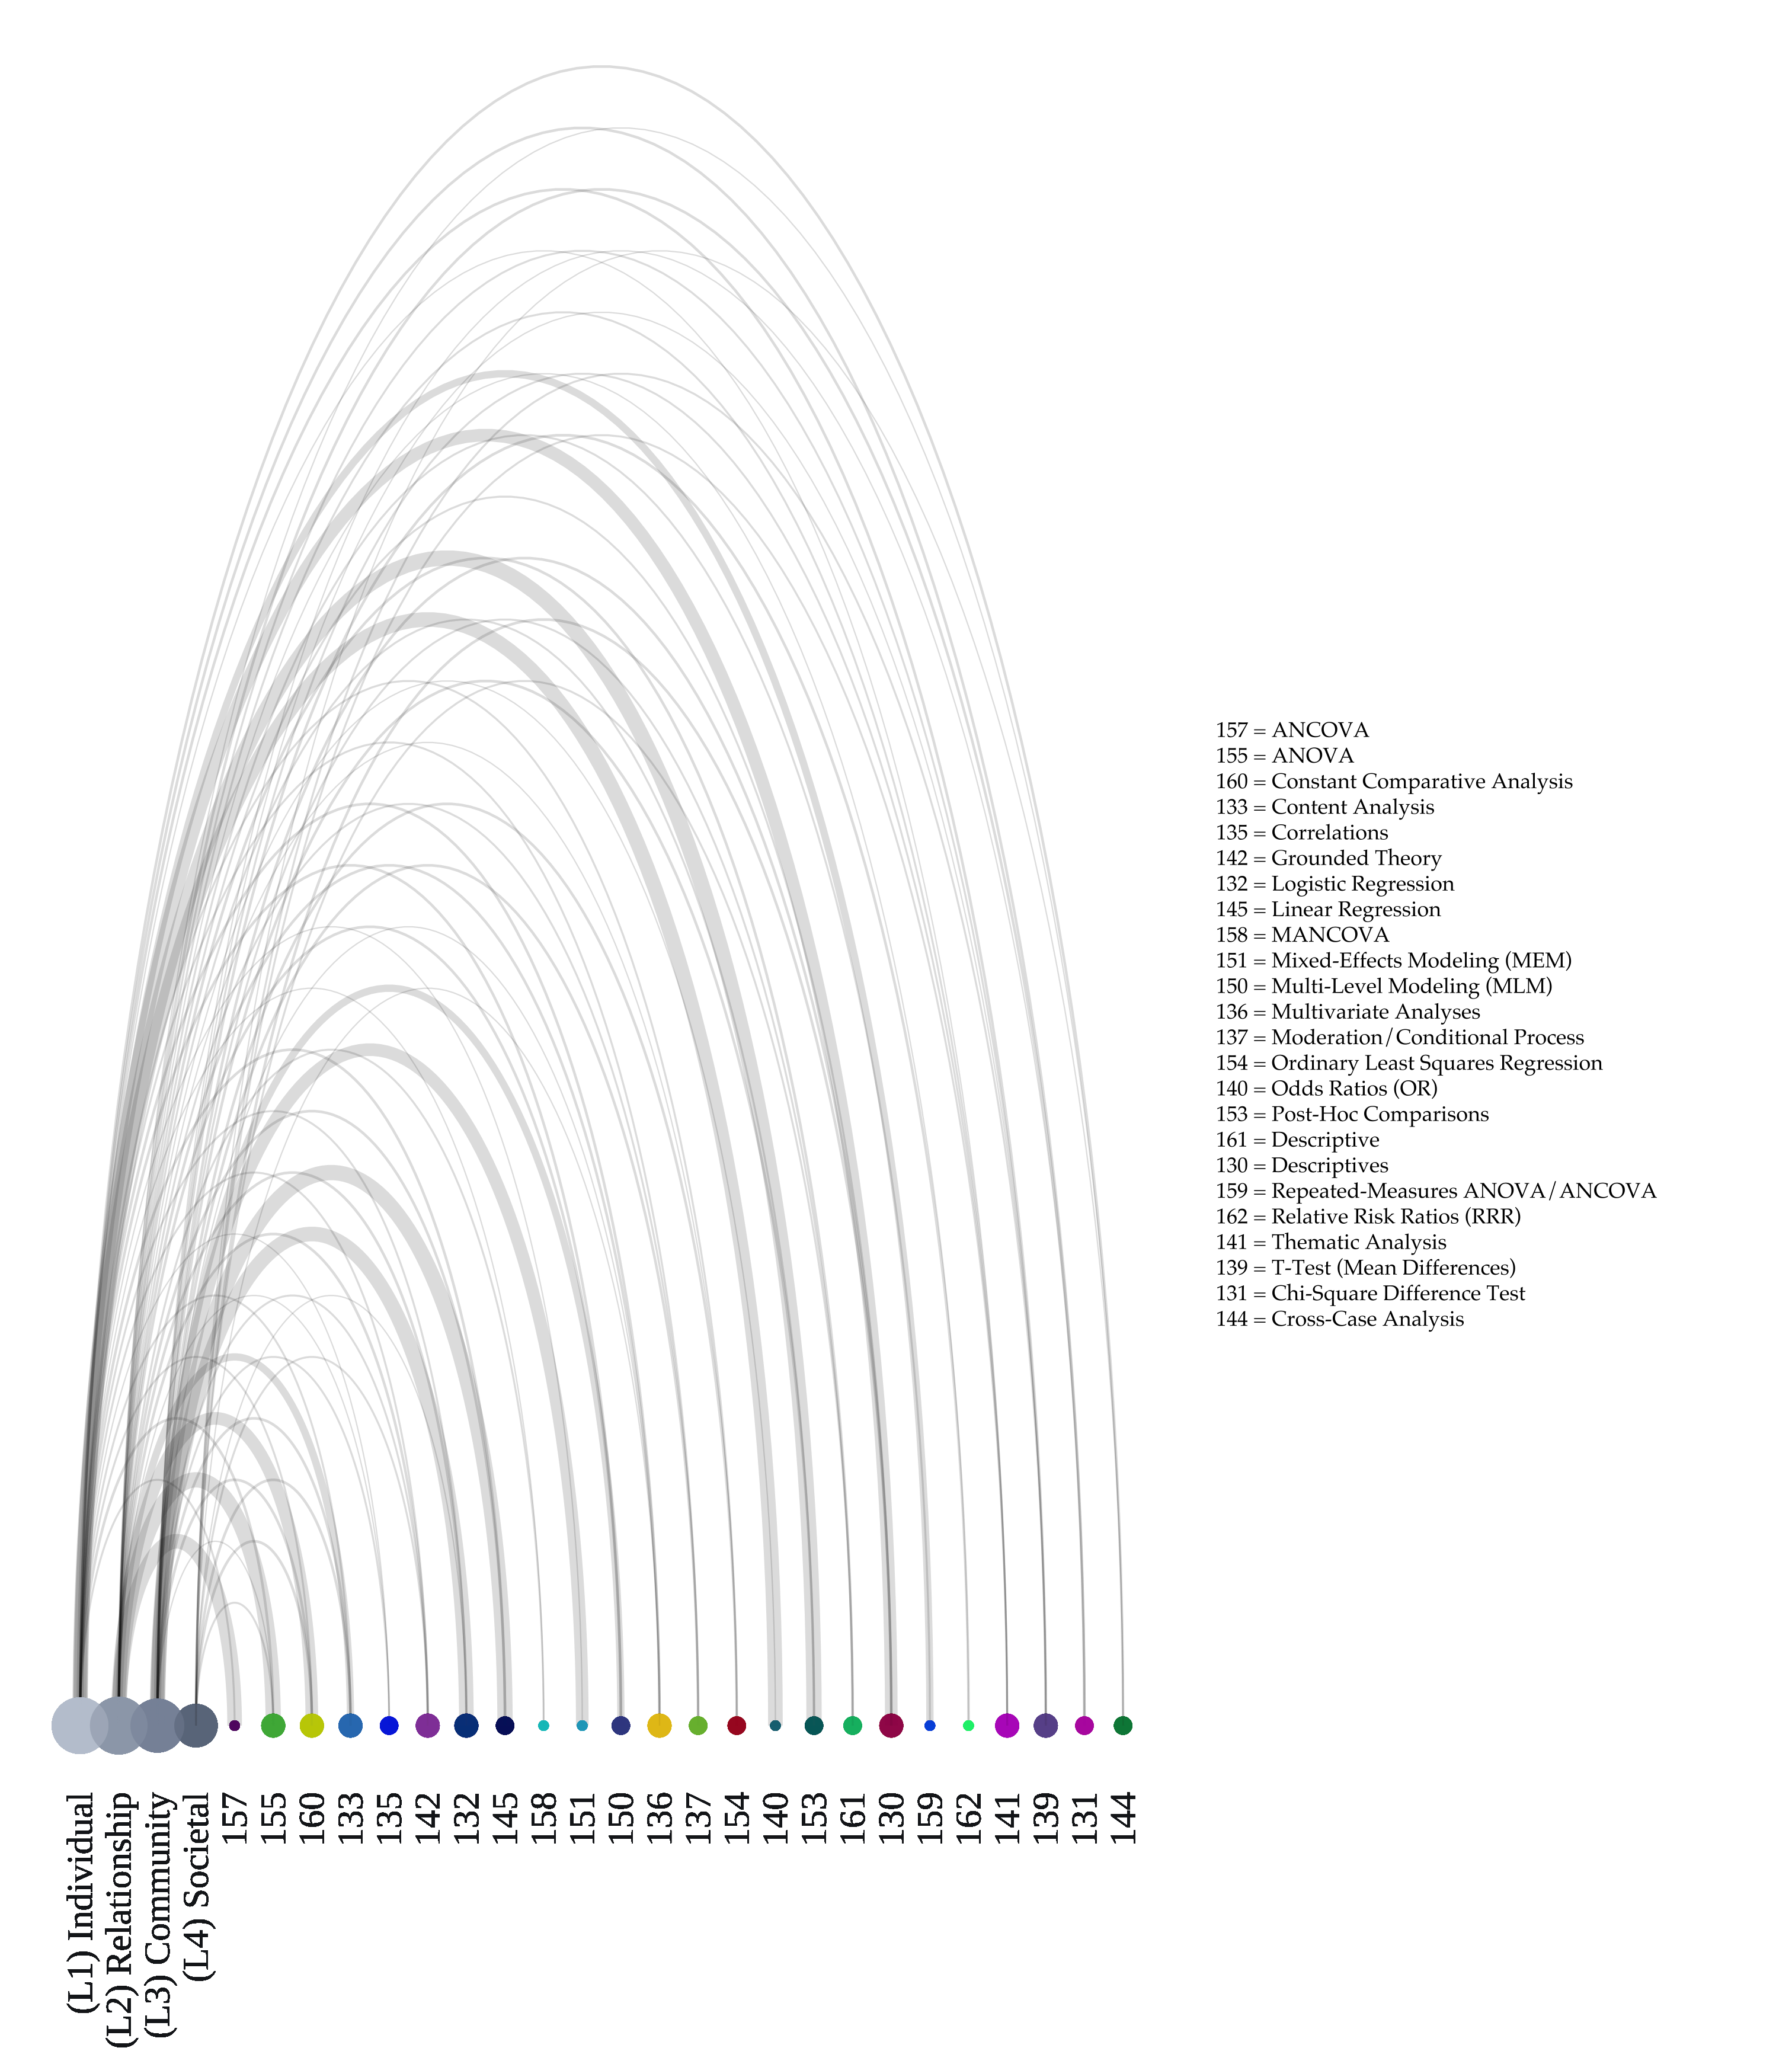 157 = ANCOVA
155 = ANOVA
160 = Constant Comparative Analysis
133 = Content Analysis
135 = Correlations
142 = Grounded Theory
132 = Logistic Regression
145 = Linear Regression
158 = MANCOVA
151 = Mixed-Effects Modeling (MEM)
150 = Multi-Level Modeling (MLM)
136 = Multivariate Analyses
137 = Moderation/Conditional Process
154 = Ordinary Least Squares Regression
140 = Odds Ratios (OR)
153 = Post-Hoc Comparisons
161 = Descriptive
130 = Descriptives
159 = Repeated-Measures ANOVA/ANCOVA
162 = Relative Risk Ratios (RRR)
141 = Thematic Analysis
139 = T-Test (Mean Differences)
131 = Chi-Square Difference Test
144 = Cross-Case Analysis
(L1) Individual
(L2) Relationship
(L3) Community
(L4) Societal
157
155
160
133
135
142
132
145
158
151
150
136
137
154
140
153
161
130
159
162
141
139
131
144